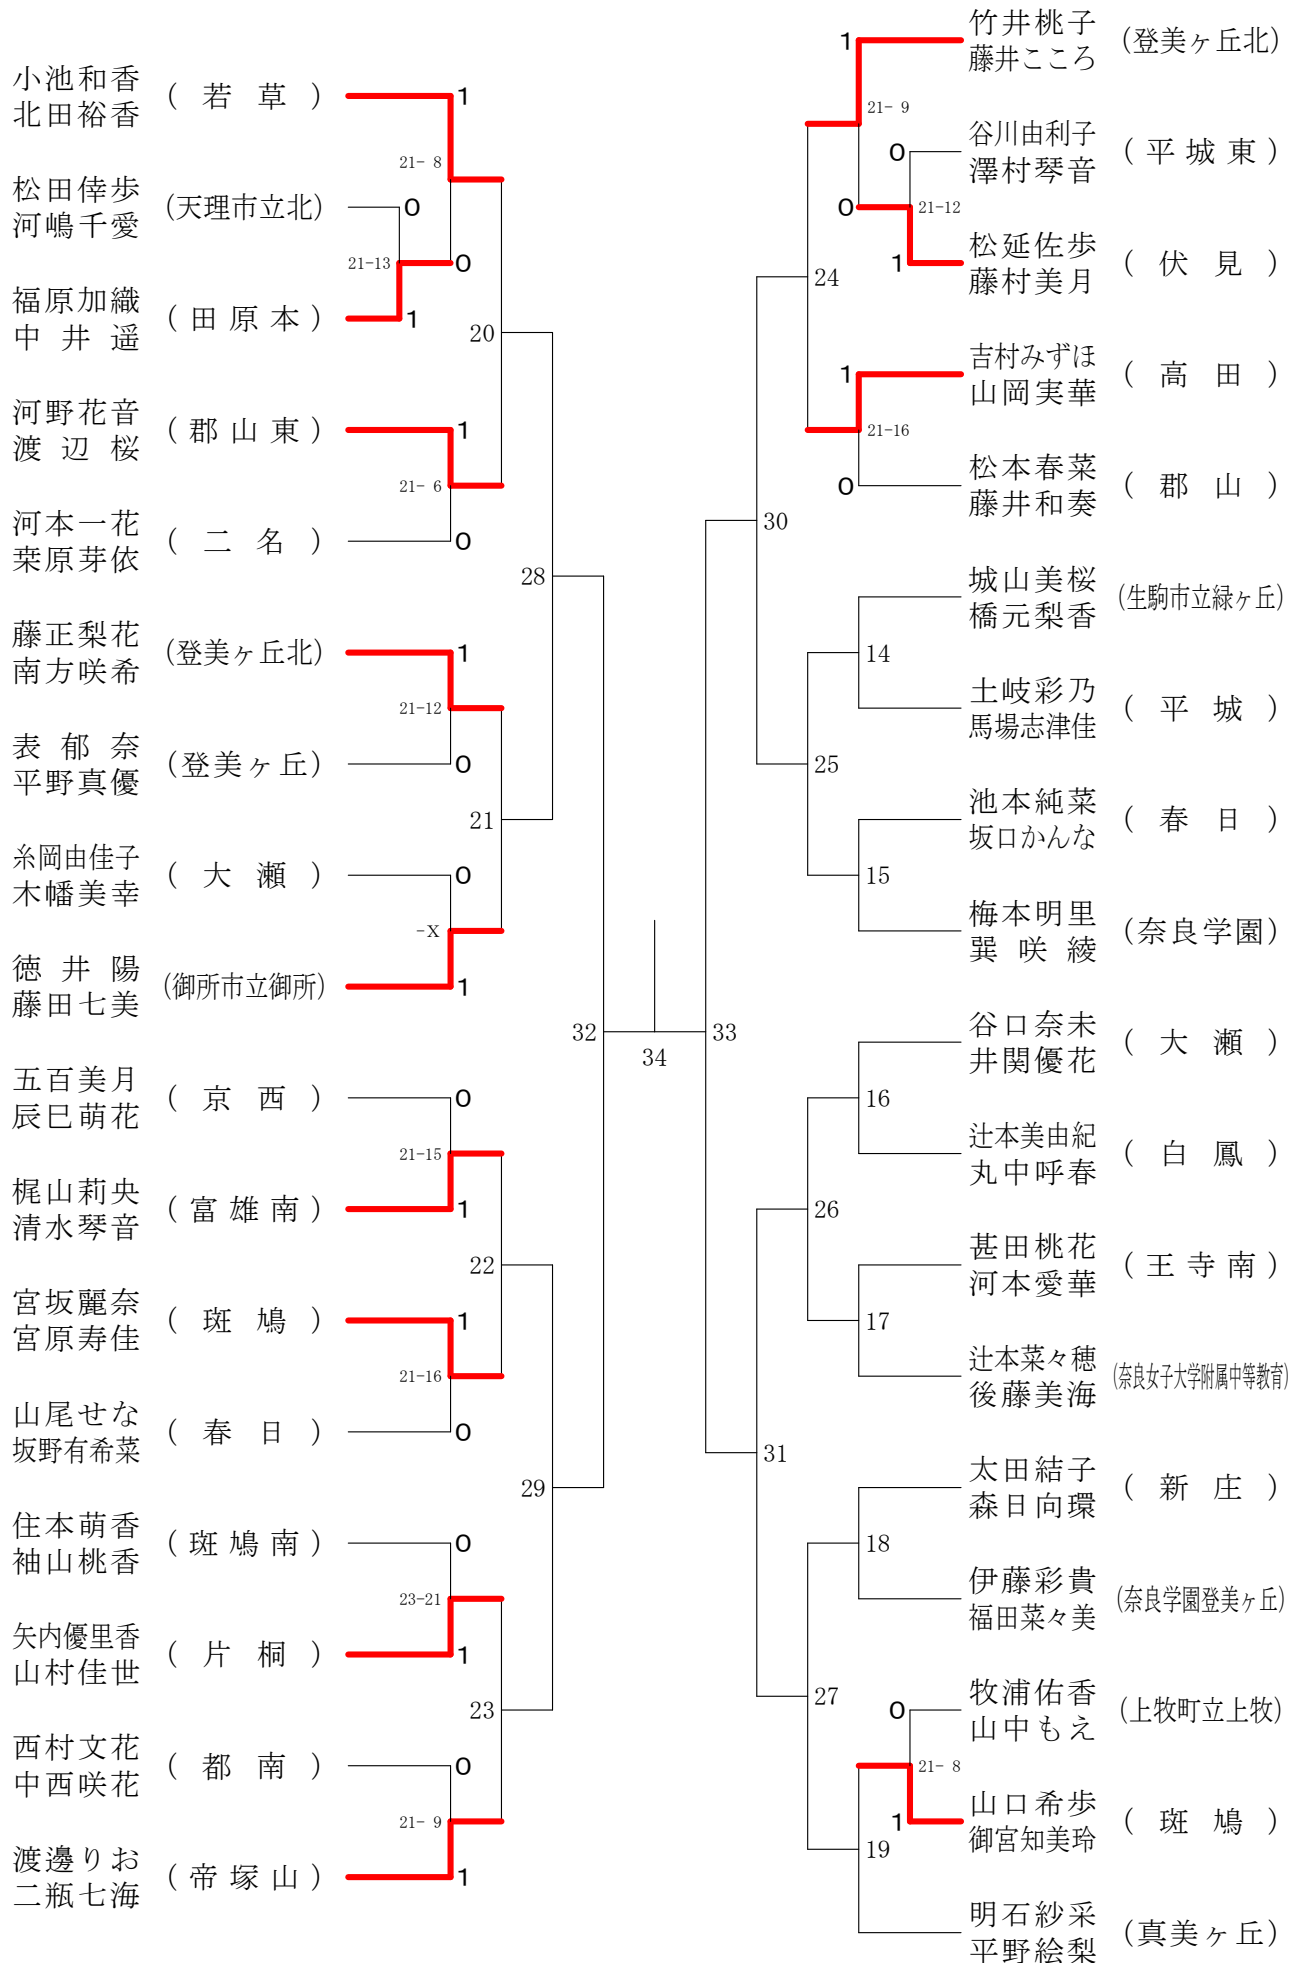 小池和香
北田裕香
( 若 草 )
1
21- 8
松田倖歩
河嶋千愛
(天理市立北)
0
21-13
0
福原加織
中 井 遥
( 田 原 本 )
1
20
河野花音
渡 辺 桜
( 郡 山 東 )
1
21- 6
河本一花
桒原芽依
( 二 名 )
0
28
藤正梨花
南方咲希
(登美ヶ丘北)
1
21-12
表 郁 奈
平野真優
(登美ヶ丘)
0
21
糸岡由佳子
木幡美幸
( 大 瀬 )
0
-X
徳 井 陽
藤田七美
(御所市立御所)
1
32
五百美月
辰巳萌花
( 京 西 )
0
21-15
梶山莉央
清水琴音
( 富 雄 南 )
1
22
宮坂麗奈
宮原寿佳
( 斑 鳩 )
1
21-16
山尾せな
坂野有希菜
( 春 日 )
0
29
住本萌香
袖山桃香
( 斑 鳩 南 )
0
23-21
矢内優里香
山村佳世
( 片 桐 )
1
23
西村文花
中西咲花
( 都 南 )
0
21- 9
渡邊りお
二瓶七海
( 帝 塚 山 )
1
34
竹井桃子
藤井こころ
(登美ヶ丘北)
1
21- 9
谷川由利子
澤村琴音
( 平 城 東 )
0
0
21-12
松延佐歩
藤村美月
( 伏 見 )
1
24
吉村みずほ
山岡実華
( 高 田 )
1
21-16
松本春菜
藤井和奏
( 郡 山 )
0
30
城山美桜
橋元梨香
(生駒市立緑ヶ丘)
14
土岐彩乃
馬場志津佳
( 平 城 )
25
池本純菜
坂口かんな
( 春 日 )
15
梅本明里
巽 咲 綾
(奈良学園)
33
谷口奈未
井関優花
( 大 瀬 )
16
辻本美由紀
丸中呼春
( 白 鳳 )
26
甚田桃花
河本愛華
( 王 寺 南 )
17
辻本菜々穂
後藤美海
(奈良女子大学附属中等教育)
31
太田結子
森日向環
( 新 庄 )
18
伊藤彩貴
福田菜々美
(奈良学園登美ヶ丘)
27
牧浦佑香
山中もえ
(上牧町立上牧)
0
21- 8
山口希歩
御宮知美玲
( 斑 鳩 )
1
19
明石紗采
平野絵梨
(真美ヶ丘)